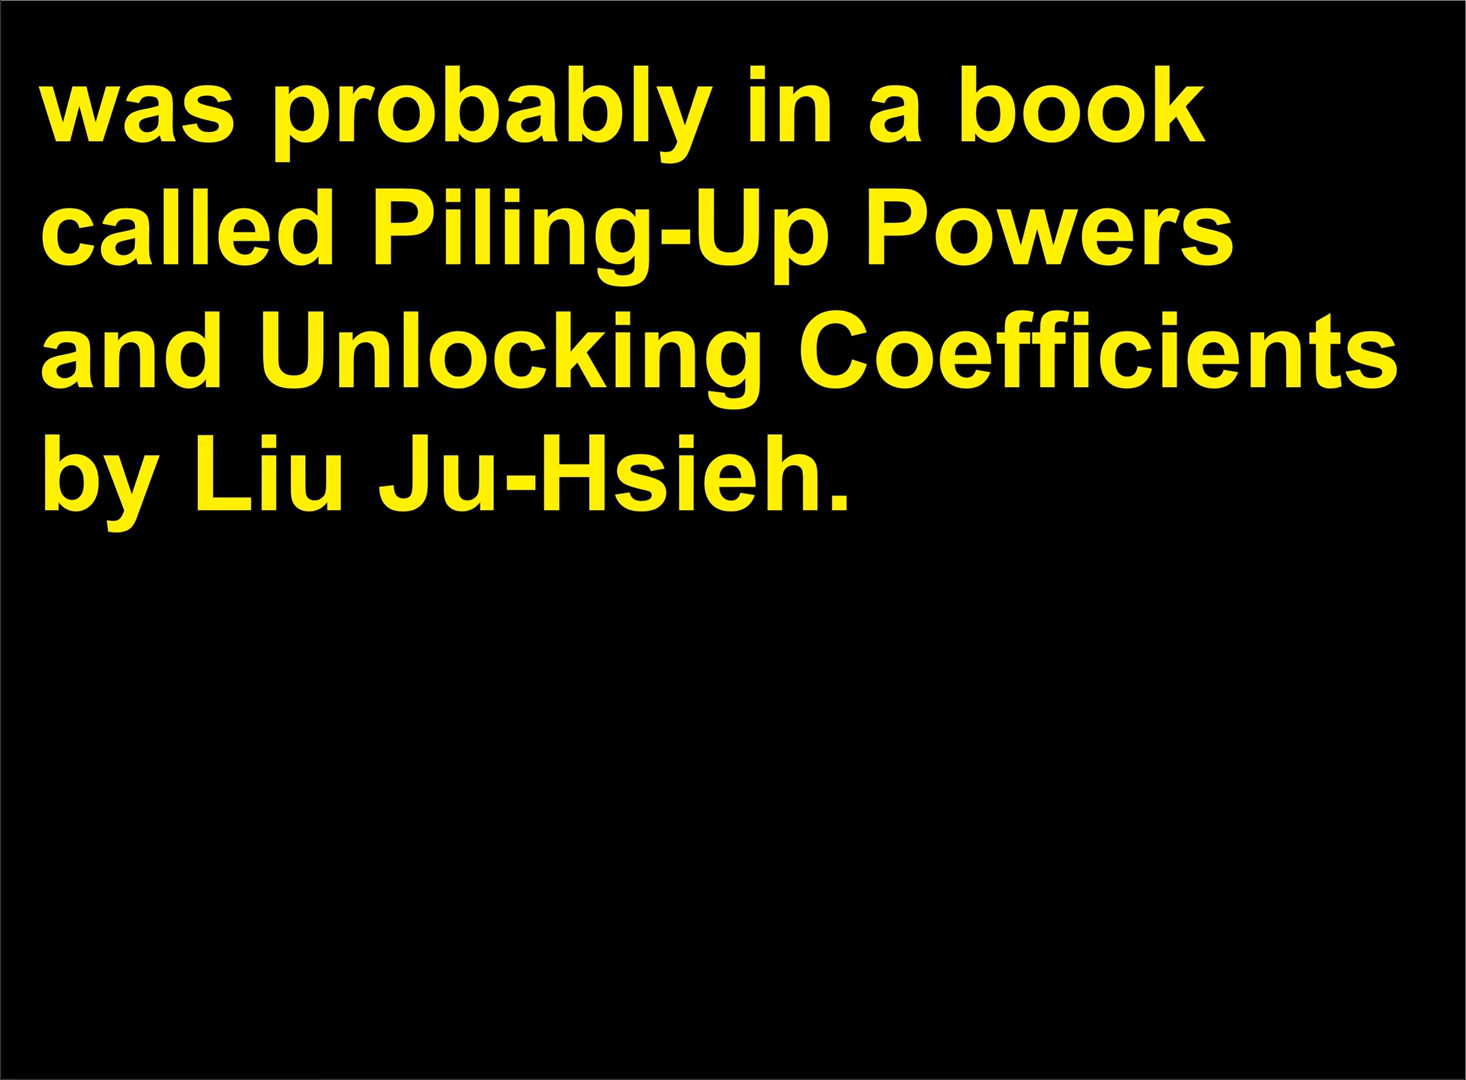 was probably in a book
called Piling-Up Powers
and Unlocking Coefficients
by Liu Ju-Hsieh.